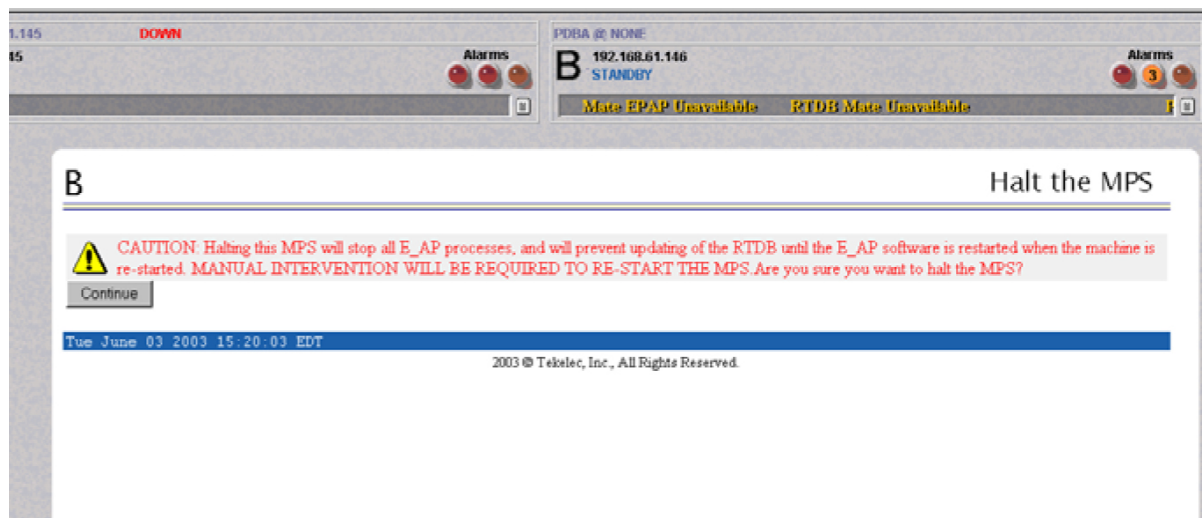 1.145 DOWN
PDBA @ NONE
45 Alarms
B 192.168.61.146 Alarms
STANDBY 3
Mate EPAP Unavailable RTDB Mate Unavailable
B Halt the MPS
CAUTION: Halting this MPS will stop all E_AP processes, and will prevent updating of the RTDB until the E_AP software is restarted when the machine is
re-started. MANUAL INTERVENTION WILL BE REQUIRED TO RE-START THE MPS.Are you sure you want to halt the MPS?
Continue
Tue June 03 2003 15:20:03 EDT
2003 © Tekelec, Inc., All Rights Reserved.